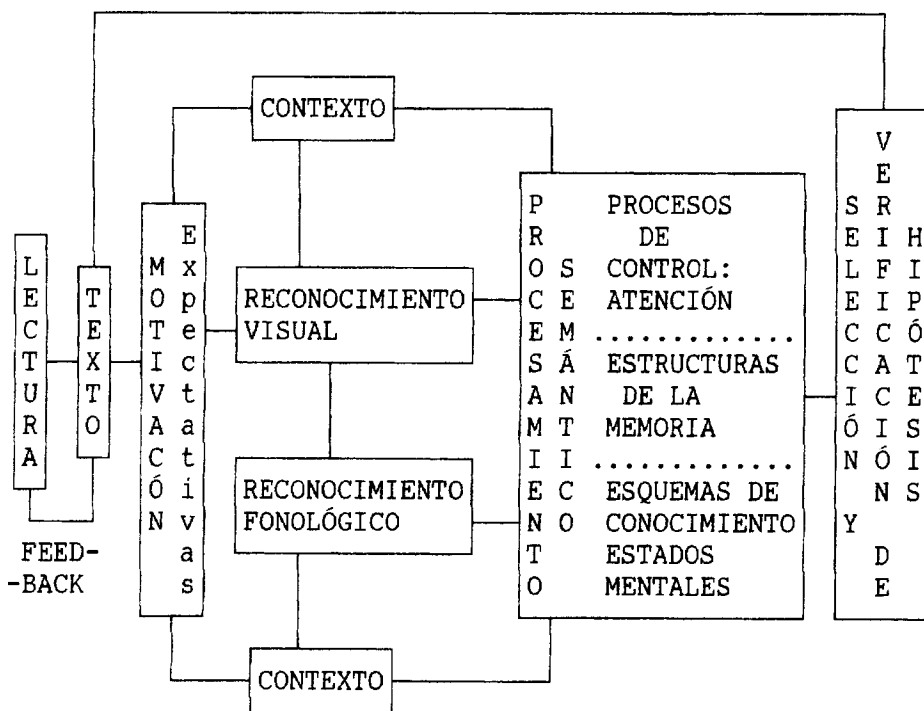 CONTEXTO
LECTURA
TEXTO
FEED-
-BACK
MOTIVACÓN
Expectativas
RECONOCIMIENTO
VISUAL
RECONOCIMIENTO
FONOLÓGICO
CONTEXTO
PROCESAMIENTO
SEMÁNTICO
PROCESOS
DE
CONTROL:
ATENCIÓN
..............
ESTRUCTURAS
DE LA
MEMORIA
..............
ESQUEMAS DE
CONOCIMIENTO
ESTADOS
MENTALES
SELECCIÓN Y
VERIFICACIÓN DE
HIPÓTESIS